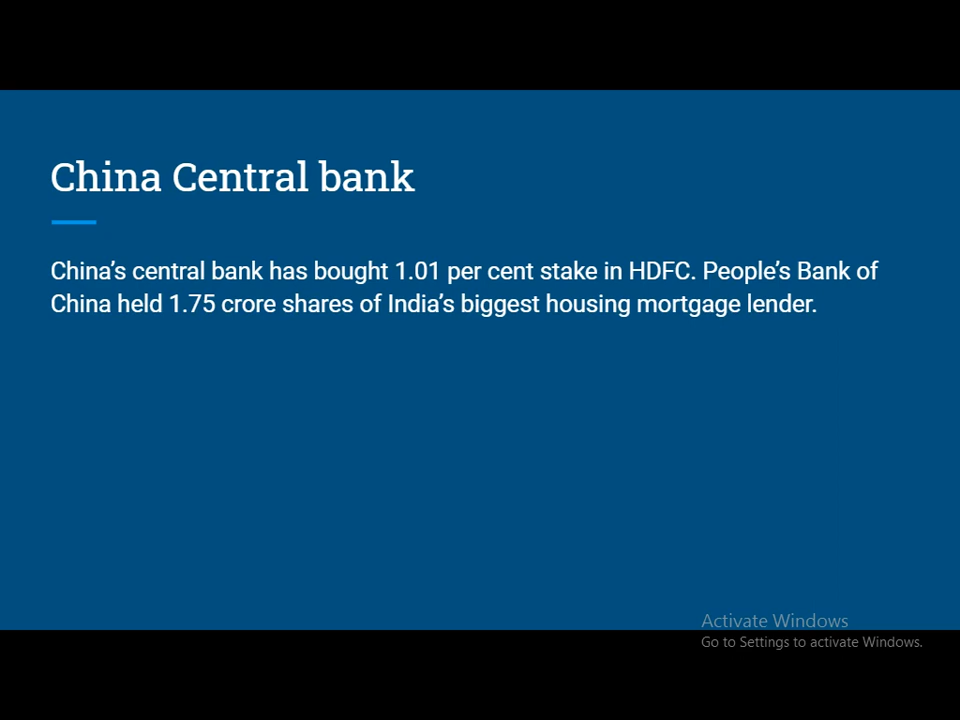 China Central bank
China’s central bank has bought 1.01 per cent stake in HDFC. People’s Bank of
China held 1.75 crore shares of India’s biggest housing mortgage lender.
Activate Windows
Go to Settings to activate Windows.